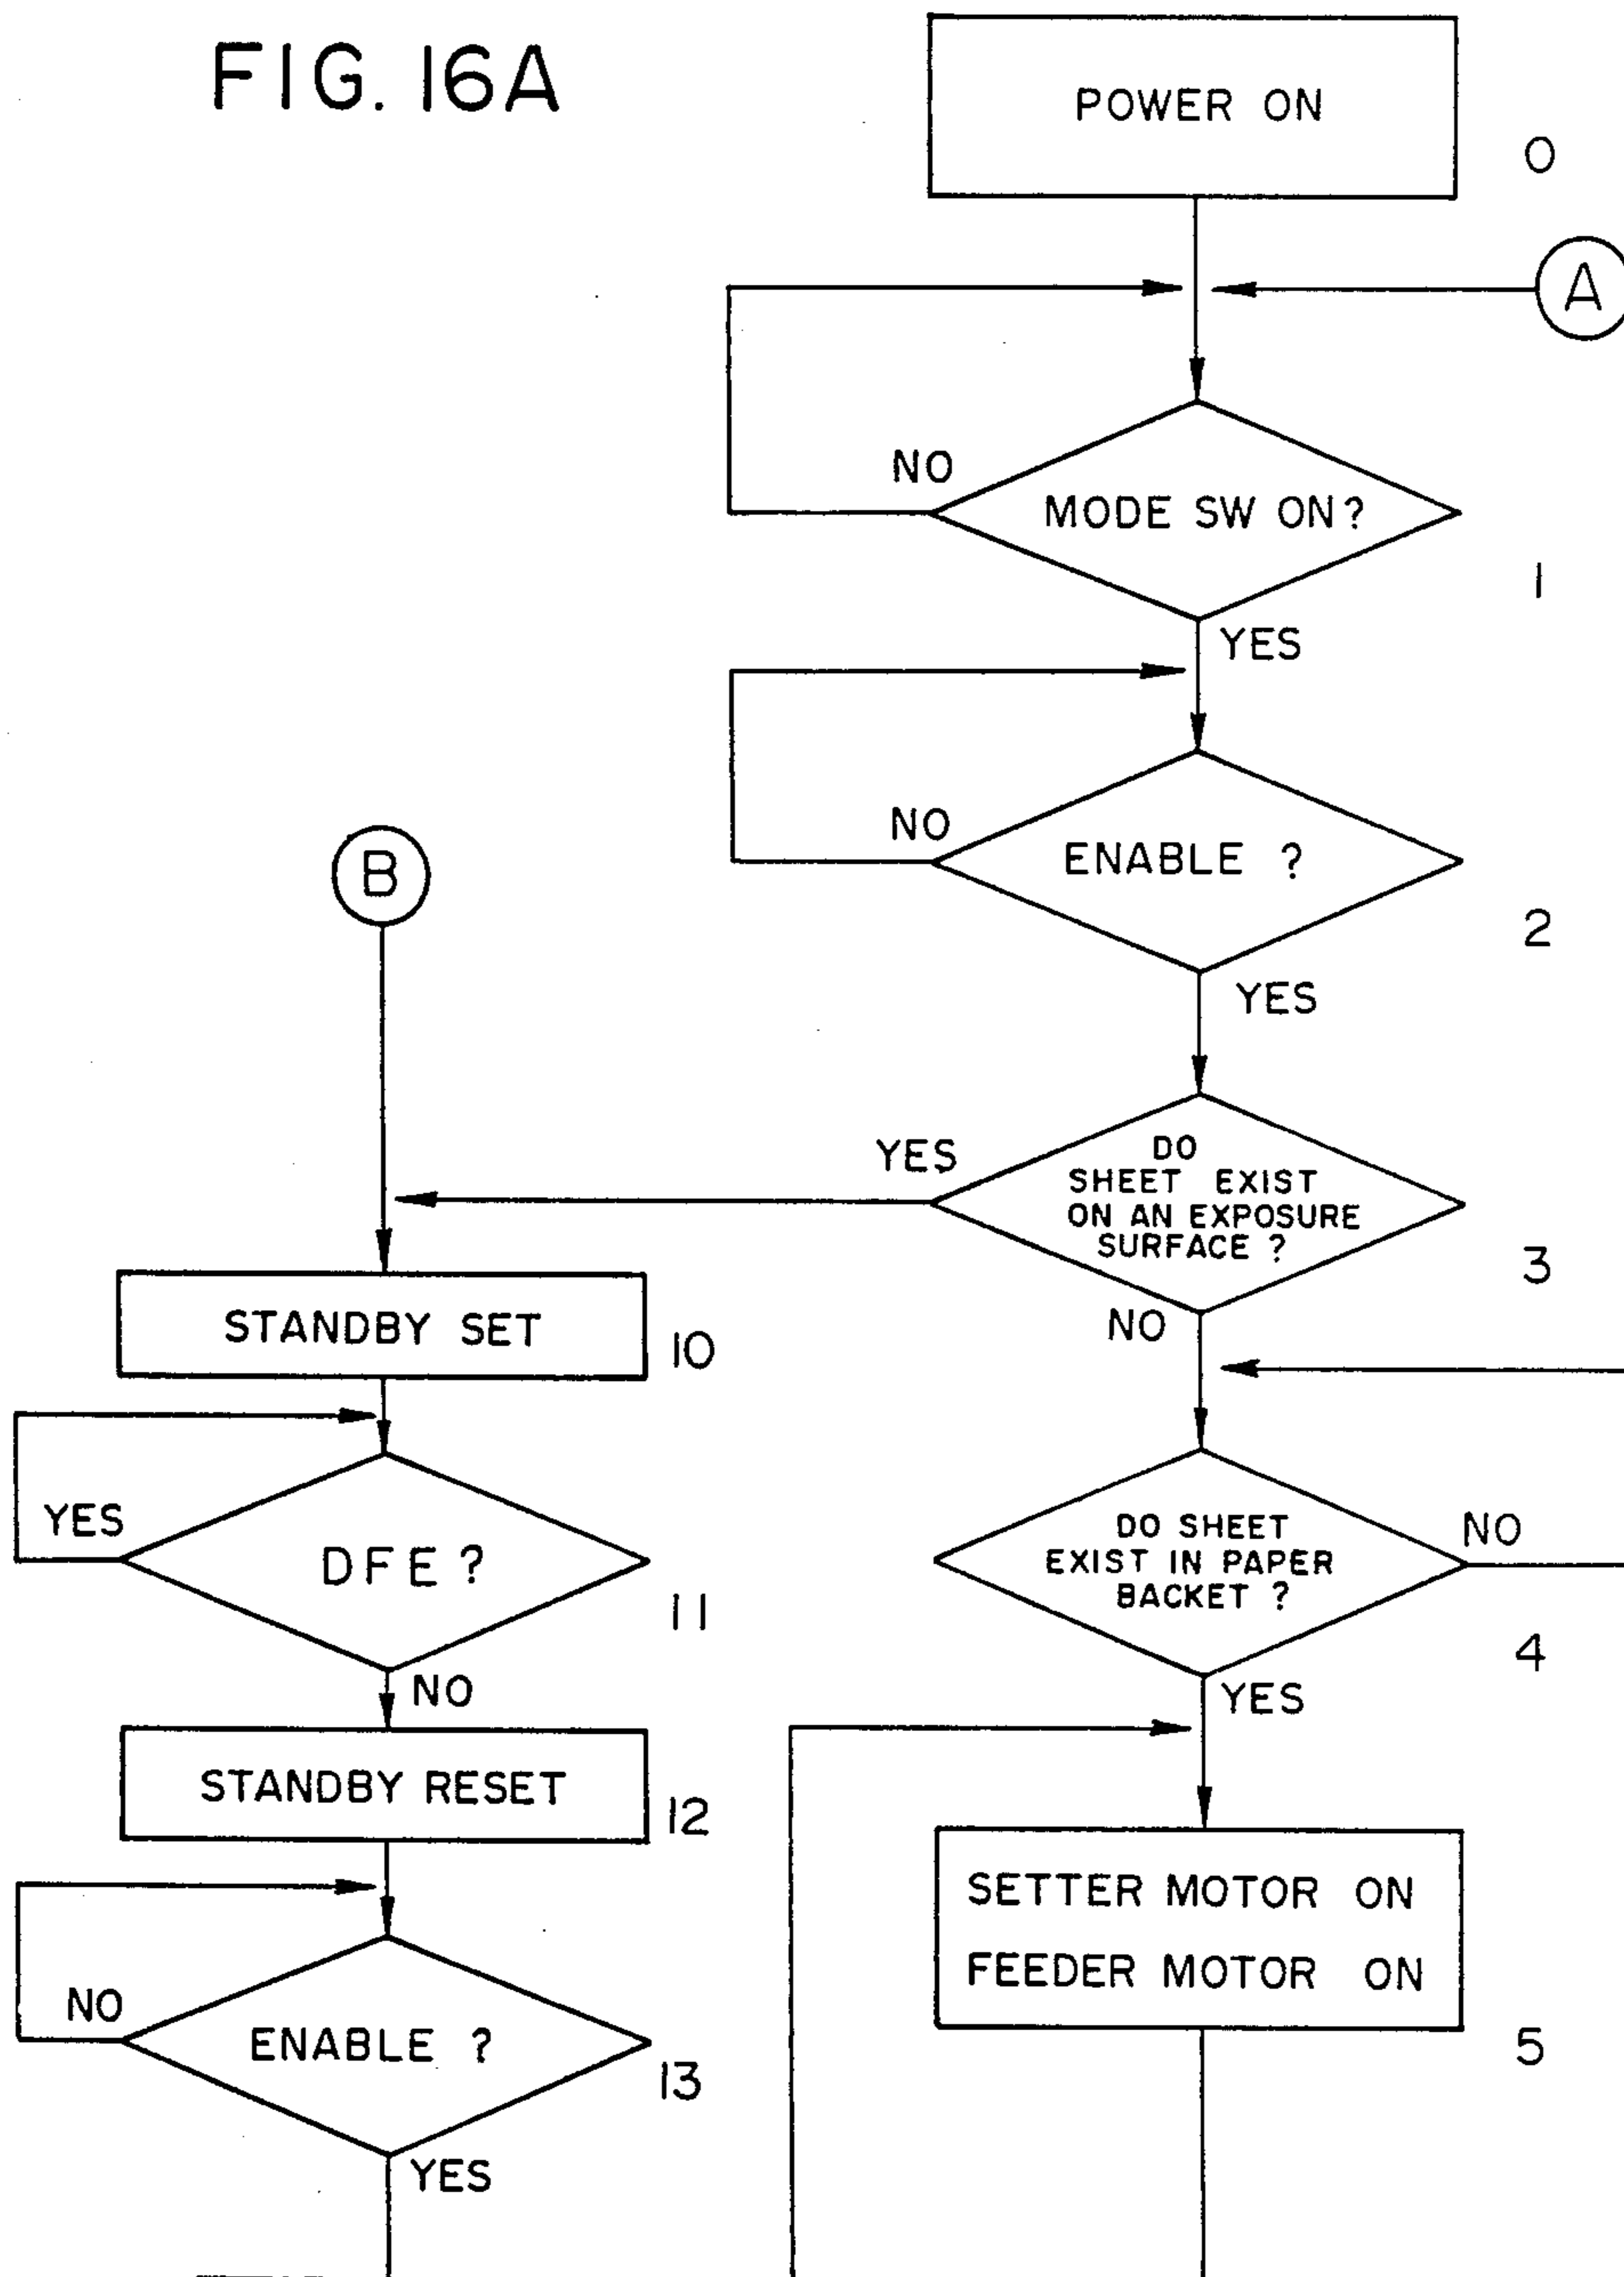 FIG. 16A
POWER ON
0
A
NO
MODE SW ON?
1
YES
NO
ENABLE ?
2
YES
B
YES
DO
SHEET EXIST
ON AN EXPOSURE
SURFACE ?
3
NO
STANDBY SET
10
YES
DFE ?
11
NO
DO SHEET
EXIST IN PAPER
BACKET ?
NO
4
YES
STANDBY RESET
12
SETTER MOTOR ON
FEEDER MOTOR ON
5
NO
ENABLE ?
13
YES